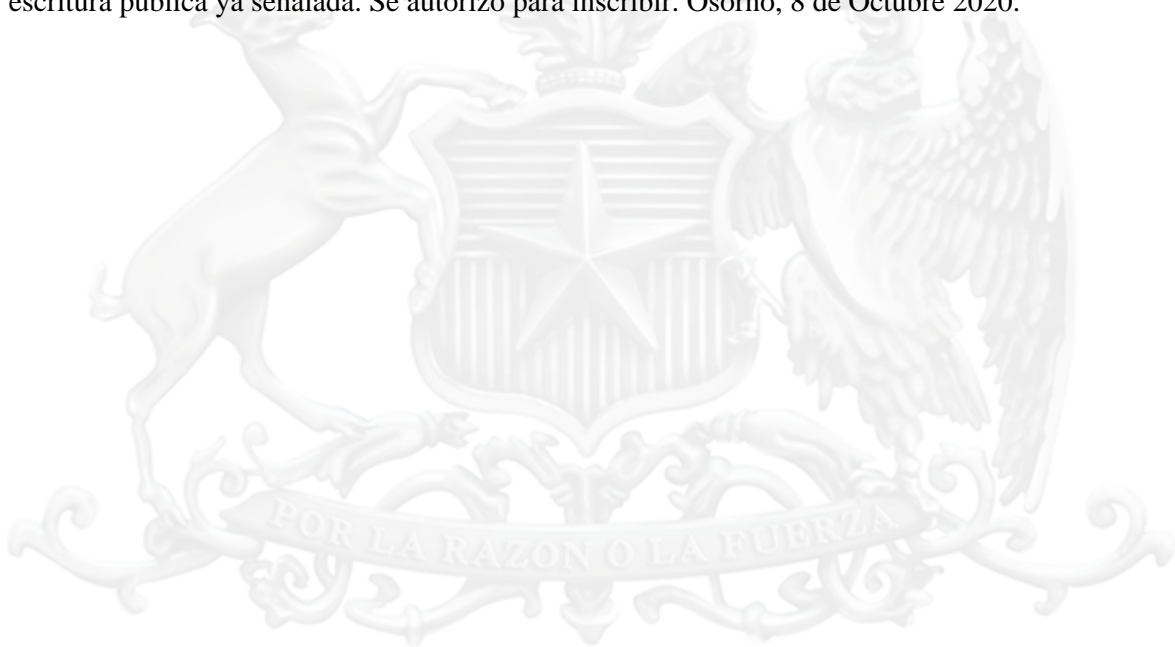 escritura pública ya señalada. Se autorizó para inscribir. Osorno, 8 de Octubre 2020.
POR LA RAZON O LA FUERZA